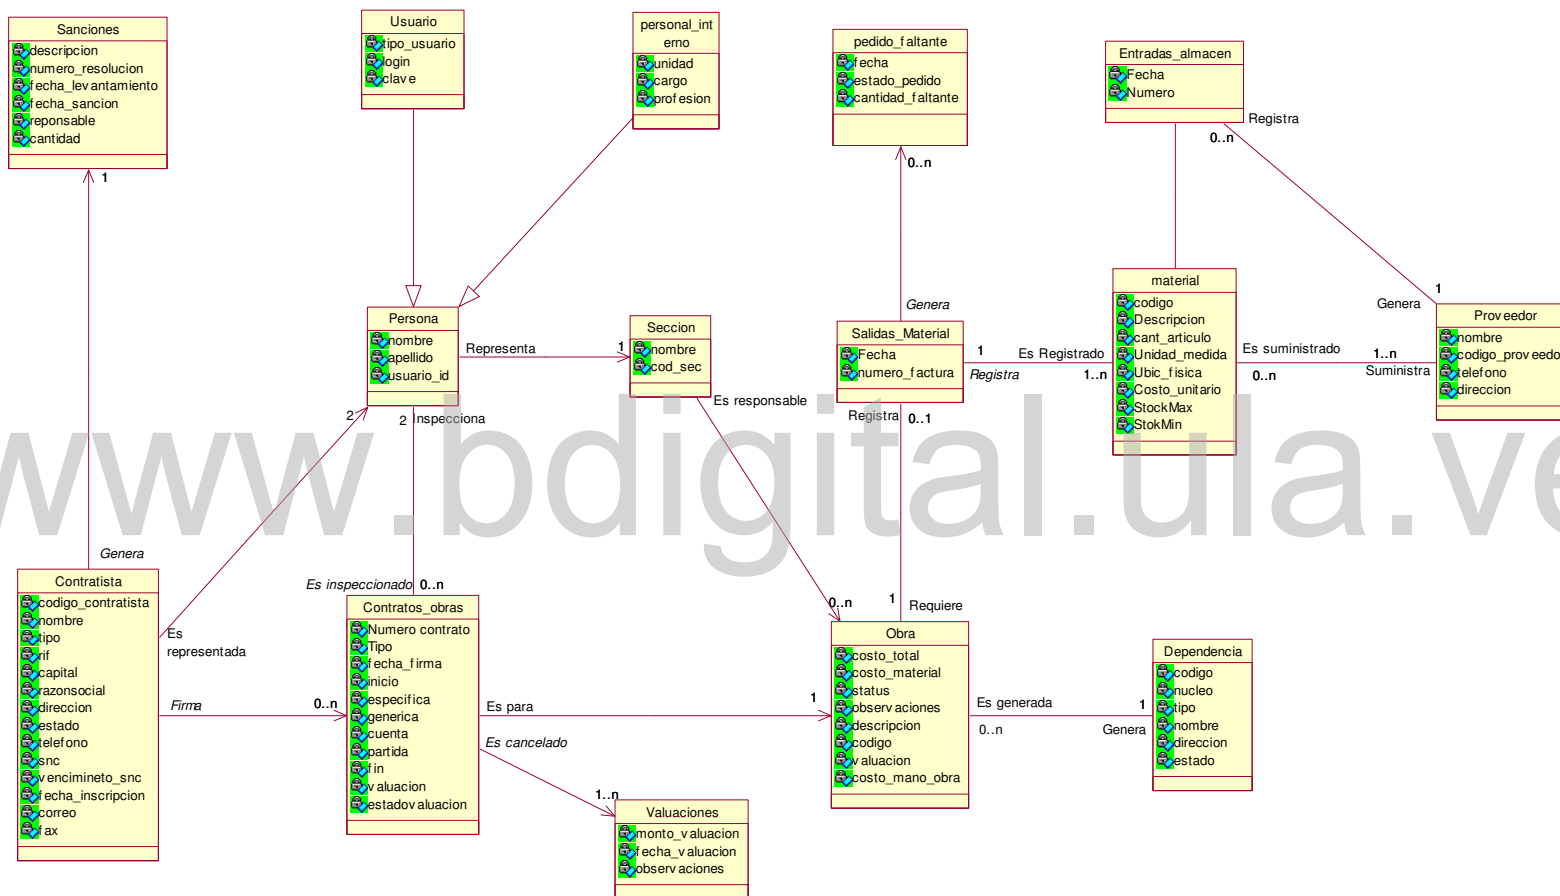 Sanciones
descripcion
numero_resolucion
fecha_levantamiento
fecha_sancion
reponsable
cantidad
1
Usuario
tipo_usuario
login
clave
personal_int
erno
unidad
cargo
profesion
pedido_faltante
fecha
estado_pedido
cantidad_faltante
0..n
Entradas_almacen
Fecha
Numero
Registra
0..n
Persona
nombre
apellido
usuario_id
Representa
1
Seccion
nombre
cod_sec
Es responsable
Genera
Salidas_Material
Fecha
numero_factura
1
Es Registrado
Registra
1..n
Registra
0..1
material
codigo
Descripcion
cant_articulo
Unidad_medida
Ubic_fisica
Costo_unitario
StockMax
StokMin
Es suministrado
1..n
0..n
Suministra
1
Genera
Proveedor
nombre
codigo_proveedo
telefono
direccion
2
2 Inspecciona
www.bdigital.ula.ve
Genera
Contratista
codigo_contratista
nombre
tipo
rif
capital
razonsocial
direccion
estado
telefono
snc
vencimineto_snc
fecha_inscripcion
correo
fax
Es
representada
Firma
0..n
Es inspeccionado 0..n
Contratos_obras
Numero contrato
Tipo
fecha_firma
inicio
especifica
generica
cuenta
partida
fin
valuacion
estadovaluacion
Es para
1
Es cancelado
1..n
Valuaciones
monto_valuacion
fecha_valuacion
observaciones
0..n
1
Requiere
Obra
costo_total
costo_material
status
observaciones
descripcion
codigo
valuacion
costo_mano_obra
Es generada
1
0..n
Genera
Dependencia
codigo
nucleo
tipo
nombre
direccion
estado